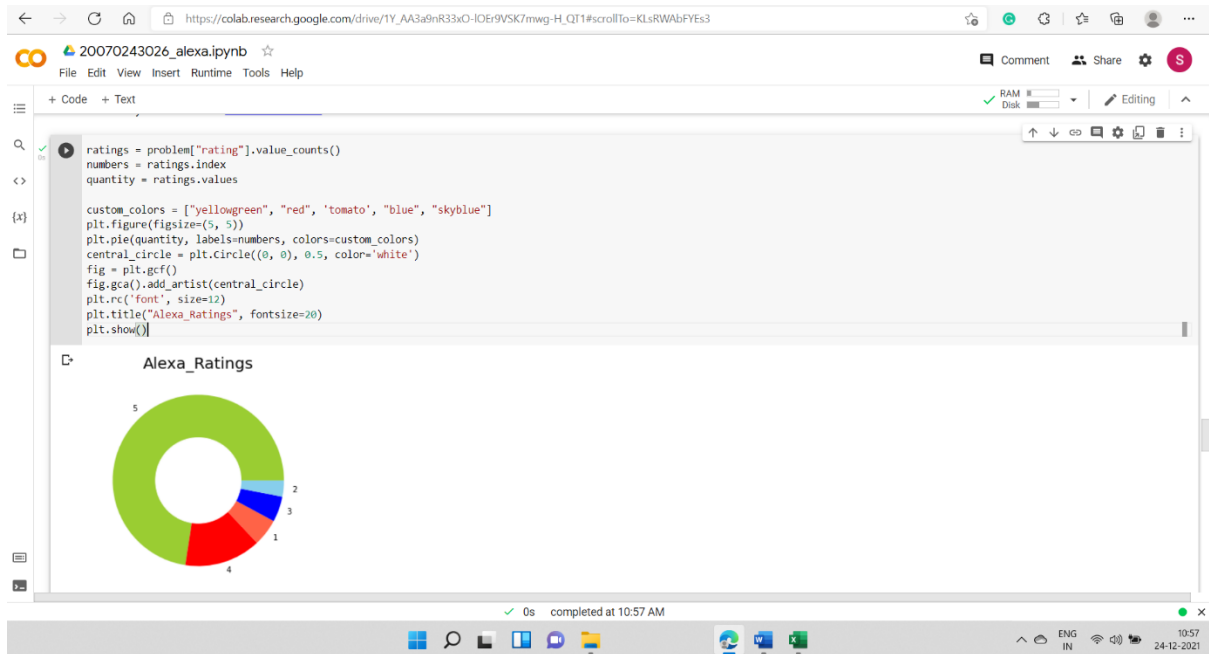 https://colab.research.google.com/drive/1Y_AA3a9nR33xO-lOEr9VSK7mwg-H_QT1#scrollTo=KLsRWAbFYEs3
20070243026_alexa.ipynb
File Edit View Insert Runtime Tools Help
Comment Share S
+ Code + Text
RAM
Disk
Editing
0s
ratings = problem["rating"].value_counts()
numbers = ratings.index
quantity = ratings.values
custom_colors = ["yellowgreen", "red", 'tomato', "blue", "skyblue"]
plt.figure(figsize=(5, 5))
plt.pie(quantity, labels=numbers, colors=custom_colors)
central_circle = plt.Circle((0, 0), 0.5, color='white')
fig = plt.gcf()
fig.gca().add_artist(central_circle)
plt.rc('font', size=12)
plt.title("Alexa_Ratings", fontsize=20)
plt.show()
Alexa_Ratings
5
2
3
1
4
0s completed at 10:57 AM
ENG
IN
10:57
24-12-2021